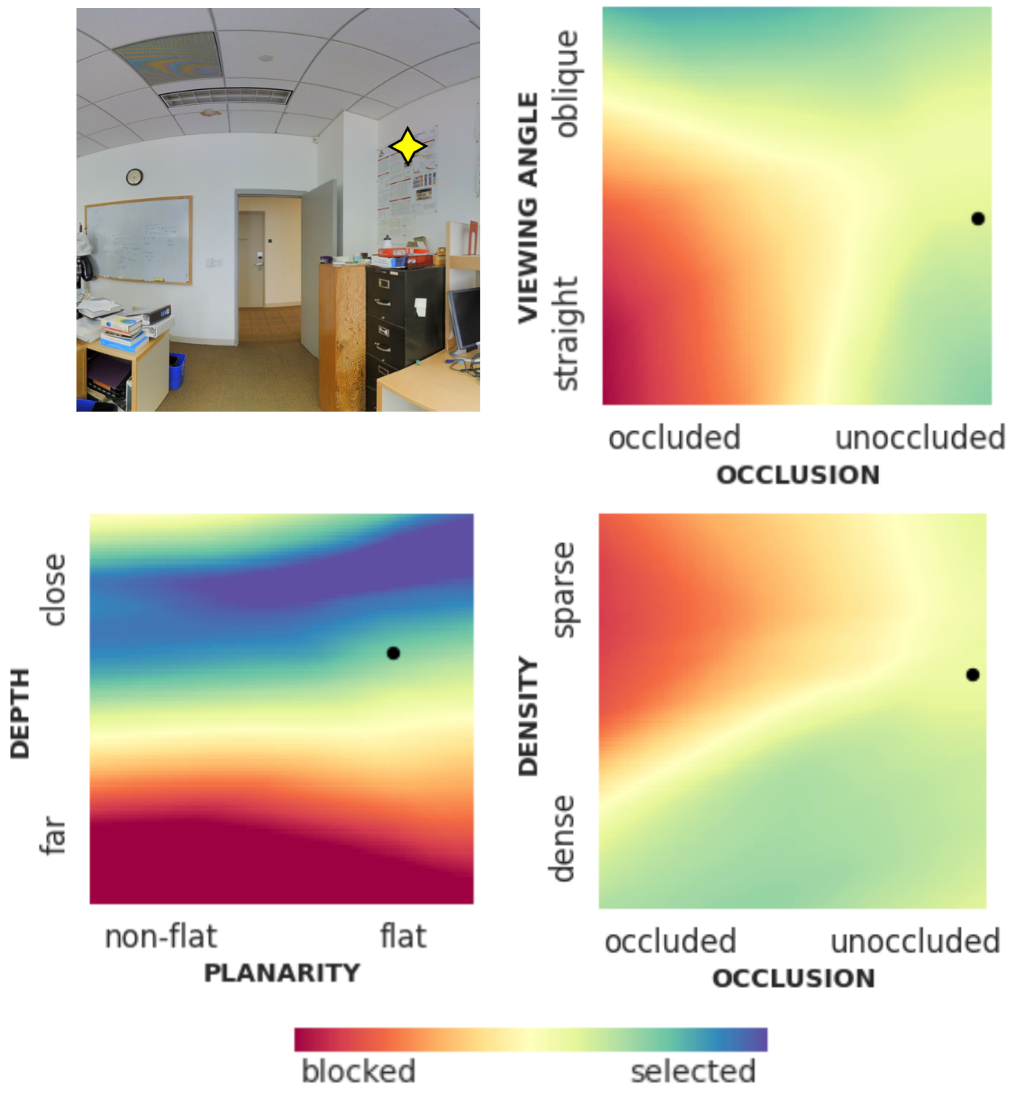 VIEWING ANGLE
oblique
straight
occluded unoccluded
OCCLUSION
DEPTH
close
far
non-flat flat
PLANARITY
DENSITY
sparse
dense
occluded unoccluded
OCCLUSION
blocked selected